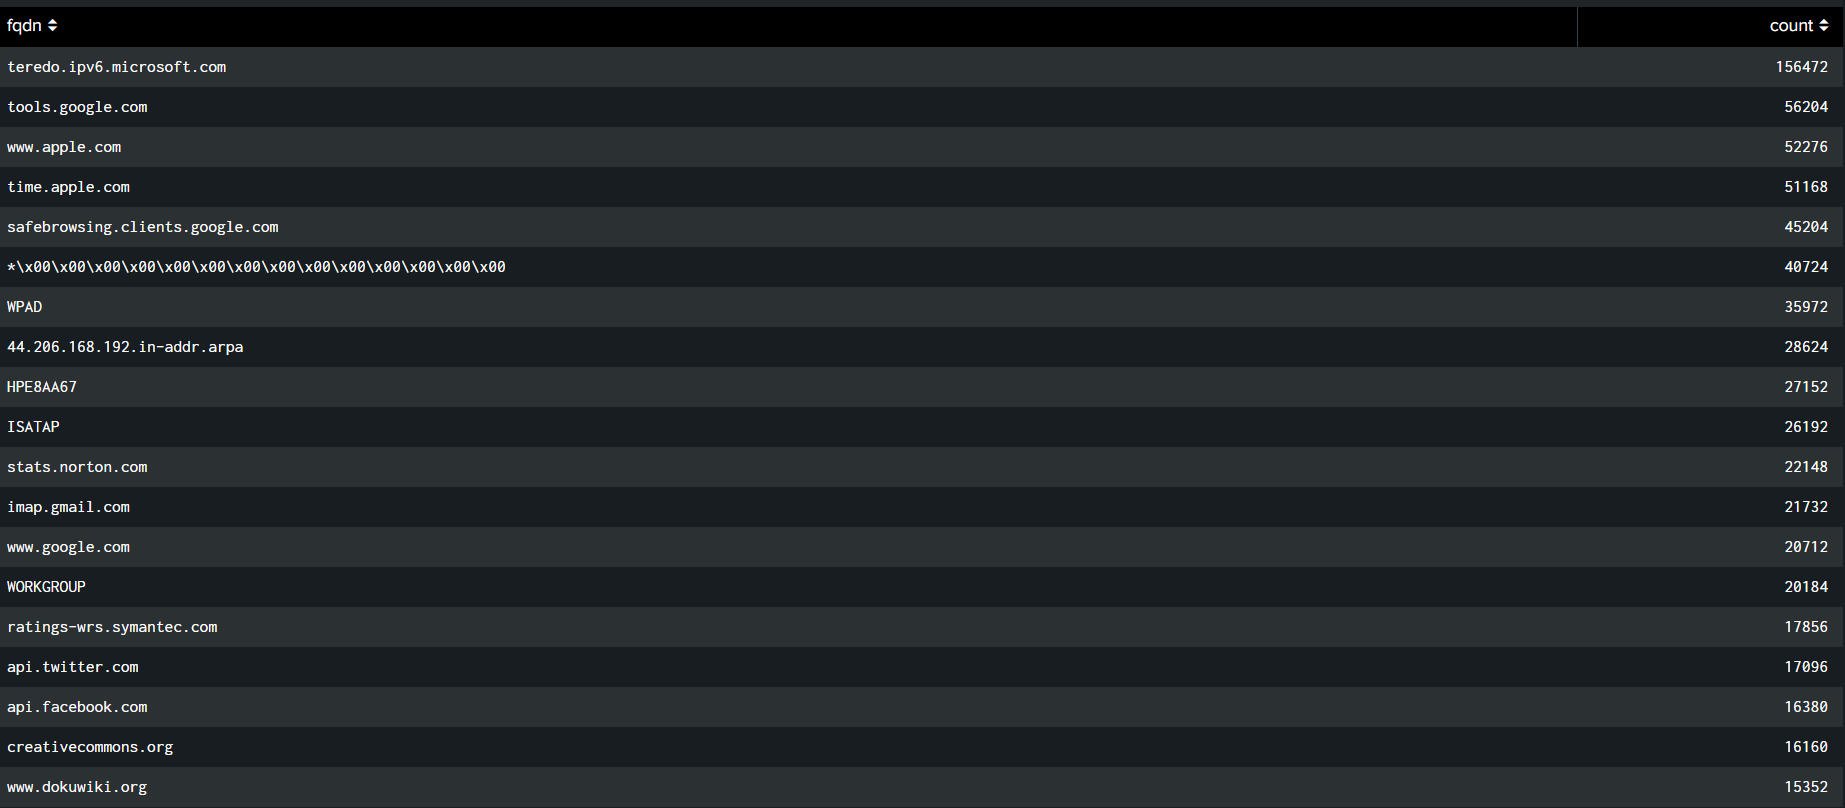 fqdn count
teredo.ipv6.microsoft.com 156472
tools.google.com 56204
www.apple.com 52276
time.apple.com 51168
safebrowsing.clients.google.com 45204
*\x00\x00\x00\x00\x00\x00\x00\x00\x00\x00\x00\x00\x00\x00 40724
WPAD 35972
44.206.168.192.in-addr.arpa 28624
HPE8AA67 27152
ISATAP 26192
stats.norton.com 22148
imap.gmail.com 21732
www.google.com 20712
WORKGROUP 20184
ratings-wrs.symantec.com 17856
api.twitter.com 17096
api.facebook.com 16380
creativecommons.org 16160
www.dokuwiki.org 15352